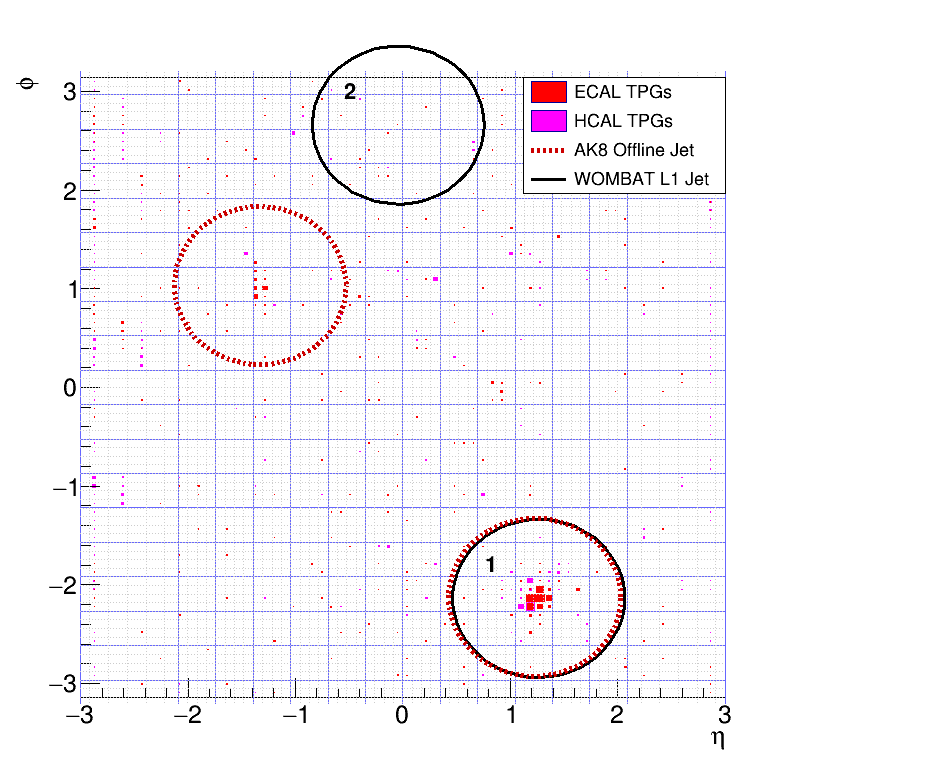 ϕ
3
2
1
0
−1
−2
−3
−3 −2 −1 0 1 2 3
η
ECAL TPGs
HCAL TPGs
AK8 Offline Jet
WOMBAT L1 Jet
2
1